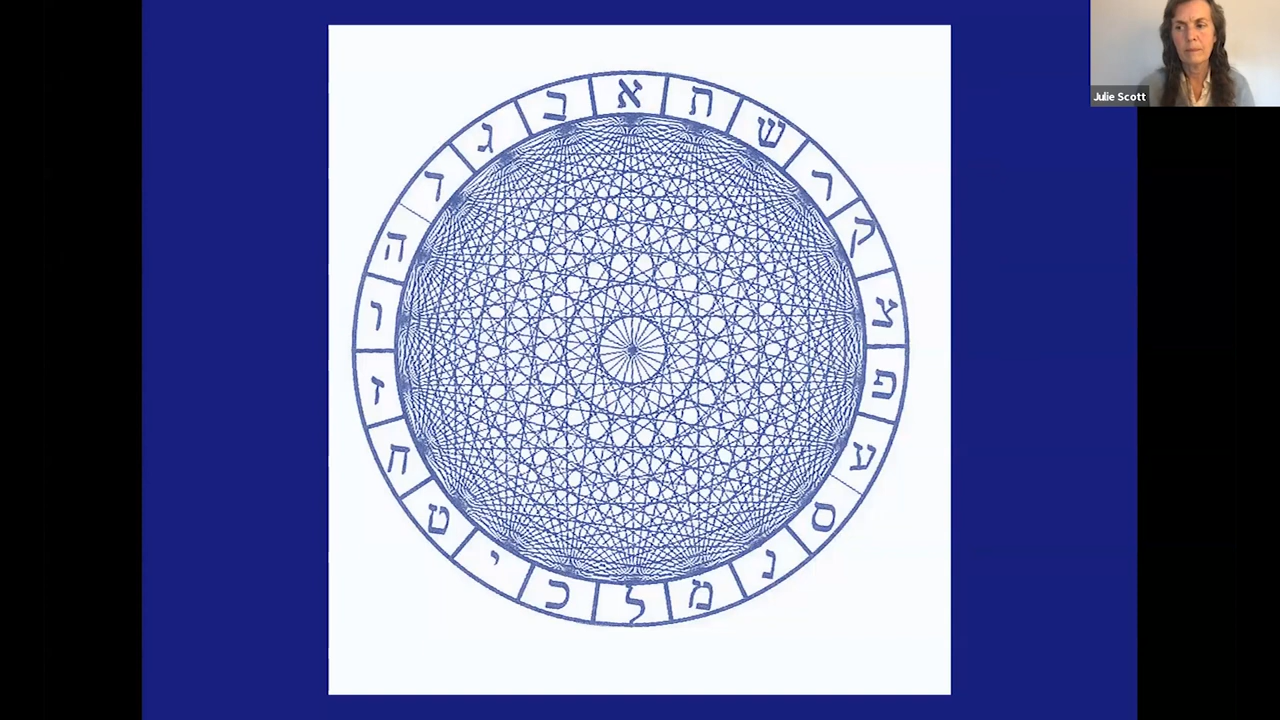 א
ב
ג
ד
ה
ו
ז
ח
ט
י
כ
ל
מ
נ
ס
ע
פ
צ
ק
ר
ש
ת
Julie Scott